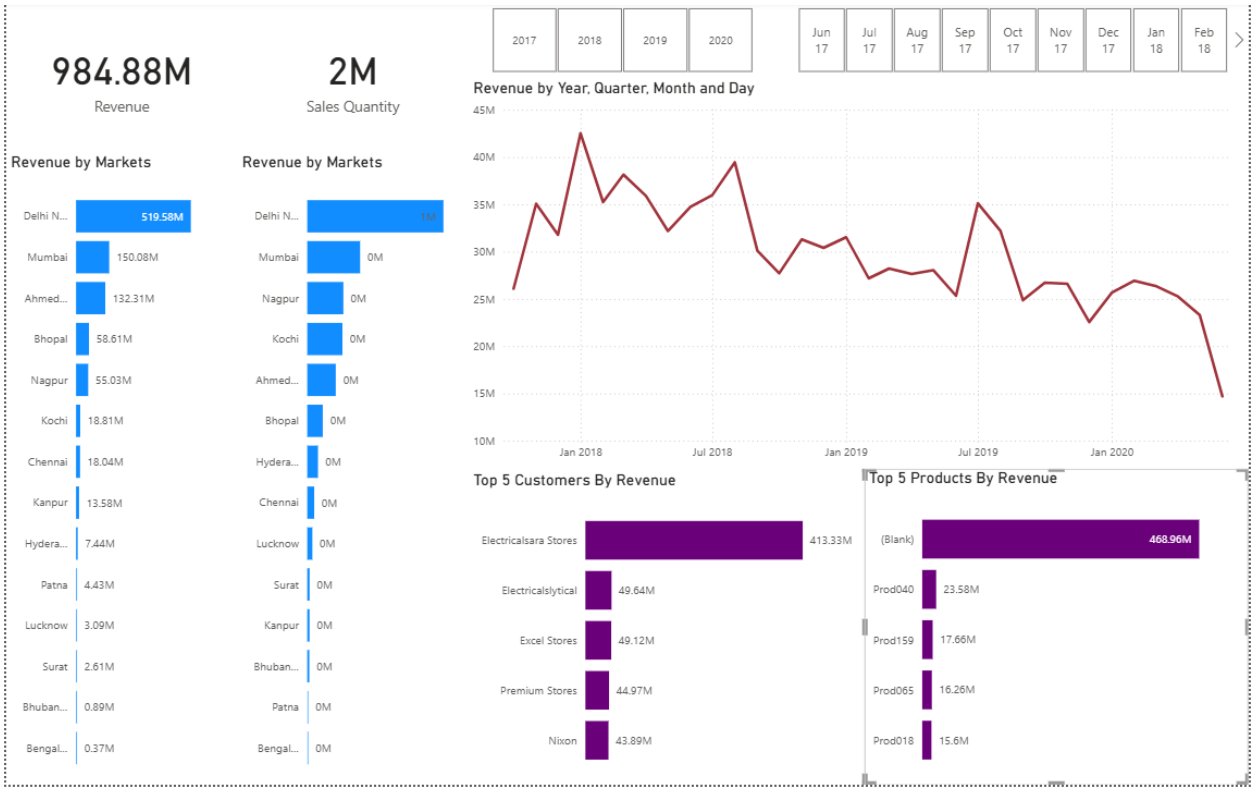 2017
2018
2019
2020
Jun
17
Jul
17
Aug
17
Sep
17
Oct
17
Nov
17
Dec
17
Jan
18
Feb
18
984.88M
Revenue
2M
Sales Quantity
Revenue by Markets
Delhi N...
519.58M
Mumbai
150.08M
Ahmed...
132.31M
Bhopal
58.61M
Nagpur
55.03M
Kochi
18.81M
Chennai
18.04M
Kanpur
13.58M
Hydera...
7.44M
Patna
4.43M
Lucknow
3.09M
Surat
2.61M
Bhuban...
0.89M
Bengal...
0.37M
Revenue by Markets
Delhi N...
1M
Mumbai
0M
Nagpur
0M
Kochi
0M
Ahmed...
0M
Bhopal
0M
Hydera...
0M
Chennai
0M
Lucknow
0M
Surat
0M
Kanpur
0M
Bhuban...
0M
Patna
0M
Bengal...
0M
Revenue by Year, Quarter, Month and Day
45M
40M
35M
30M
25M
20M
15M
10M
Jan 2018
Jul 2018
Jan 2019
Jul 2019
Jan 2020
Top 5 Customers By Revenue
Electricalsara Stores
413.33M
Electricalslytical
49.64M
Excel Stores
49.12M
Premium Stores
44.97M
Nixon
43.89M
Top 5 Products By Revenue
(Blank)
468.96M
Prod040
23.58M
Prod159
17.66M
Prod065
16.26M
Prod018
15.6M